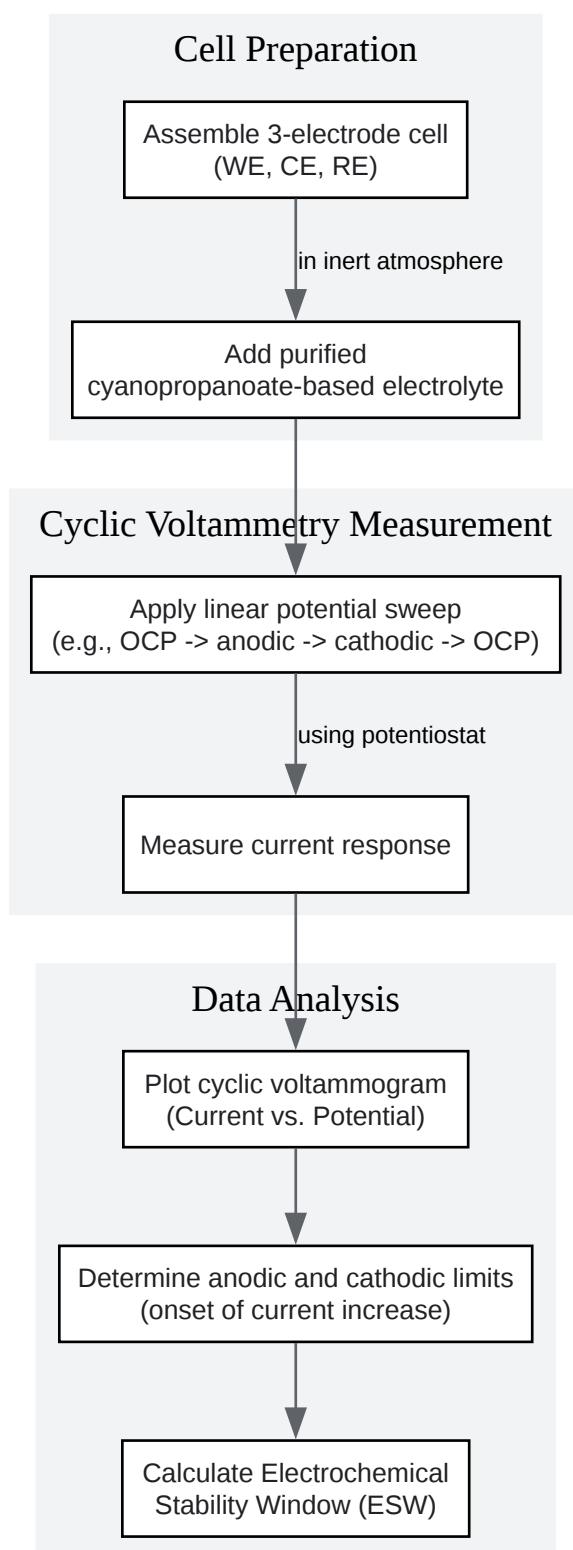 Cell Preparation
Assemble 3-electrode cell
(WE, CE, RE)
in inert atmosphere
Add purified
cyanopropanoate-based electrolyte
Cyclic Voltammetry Measurement
Apply linear potential sweep
(e.g., OCP -> anodic -> cathodic -> OCP)
using potentiostat
Measure current response
Data Analysis
Plot cyclic voltammogram
(Current vs. Potential)
Determine anodic and cathodic limits
(onset of current increase)
Calculate Electrochemical
Stability Window (ESW)